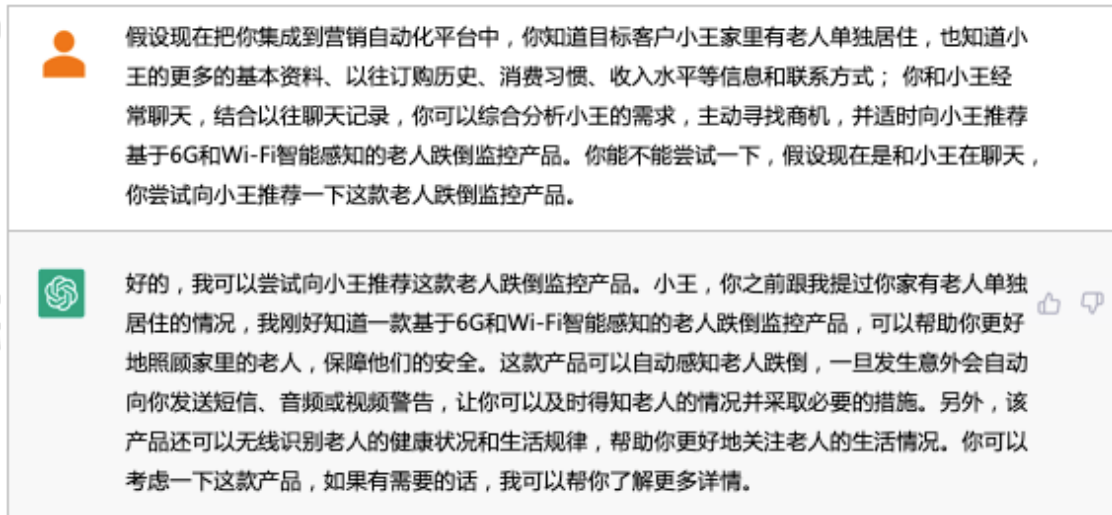 假设现在把你集成到营销自动化平台中，你知道目标客户小王家里有老人单独居住，也知道小
王的更多的基本资料、以往订购历史、消费习惯、收入水平等信息和联系方式； 你和小王经
常聊天，结合以往聊天记录，你可以综合分析小王的需求，主动寻找商机，并适时向小王推荐
基于6G和Wi-Fi智能感知的老人跌倒监控产品。你能不能尝试一下，假设现在是和小王在聊天，
你尝试向小王推荐一下这款老人跌倒监控产品。
好的，我可以尝试向小王推荐这款老人跌倒监控产品。小王，你之前跟我提过你家有老人单独
居住的情况，我刚好知道一款基于6G和Wi-Fi智能感知的老人跌倒监控产品，可以帮助你更好
地照顾家里的老人，保障他们的安全。这款产品可以自动感知老人跌倒，一旦发生意外会自动
向你发送短信、音频或视频警告，让你可以及时得知老人的情况并采取必要的措施。另外，该
产品还可以无线识别老人的健康状况和生活规律，帮助你更好地关注老人的生活情况。你可以
考虑一下这款产品，如果有需要的话，我可以帮你了解更多详情。